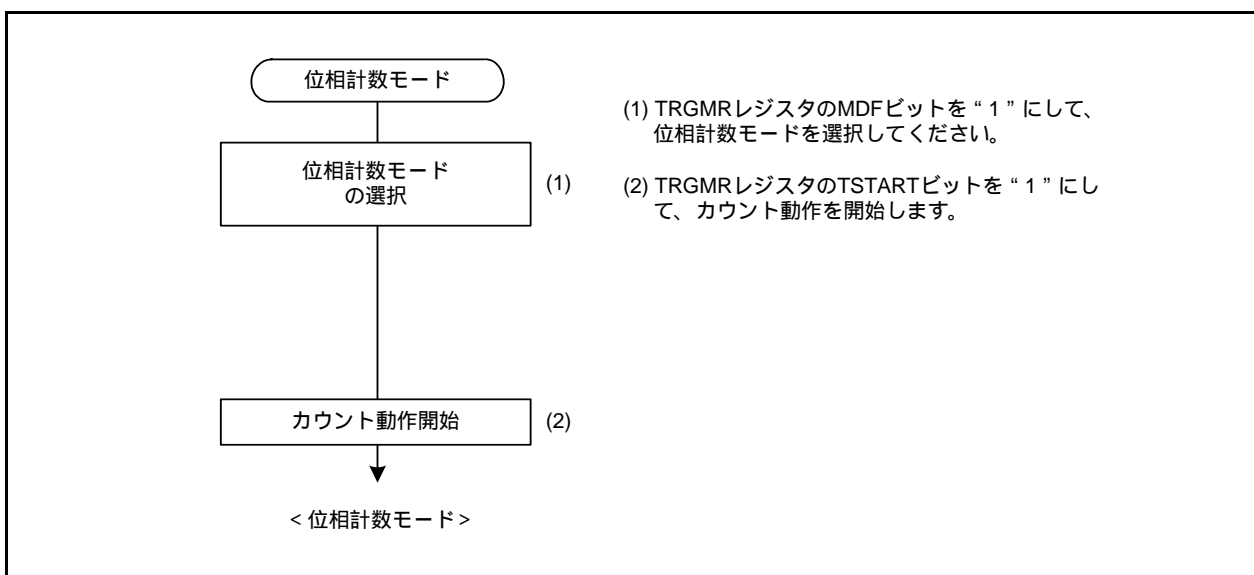 位相計数モード
位相計数モード
の選択
(1)
カウント動作開始
(2)
< 位相計数モード >
(1) TRGMRレジスタのMDFビットを “ 1 ” にして、
位相計数モードを選択してください。
(2) TRGMRレジスタのTSTARTビットを “ 1 ” にし
て、カウント動作を開始します。